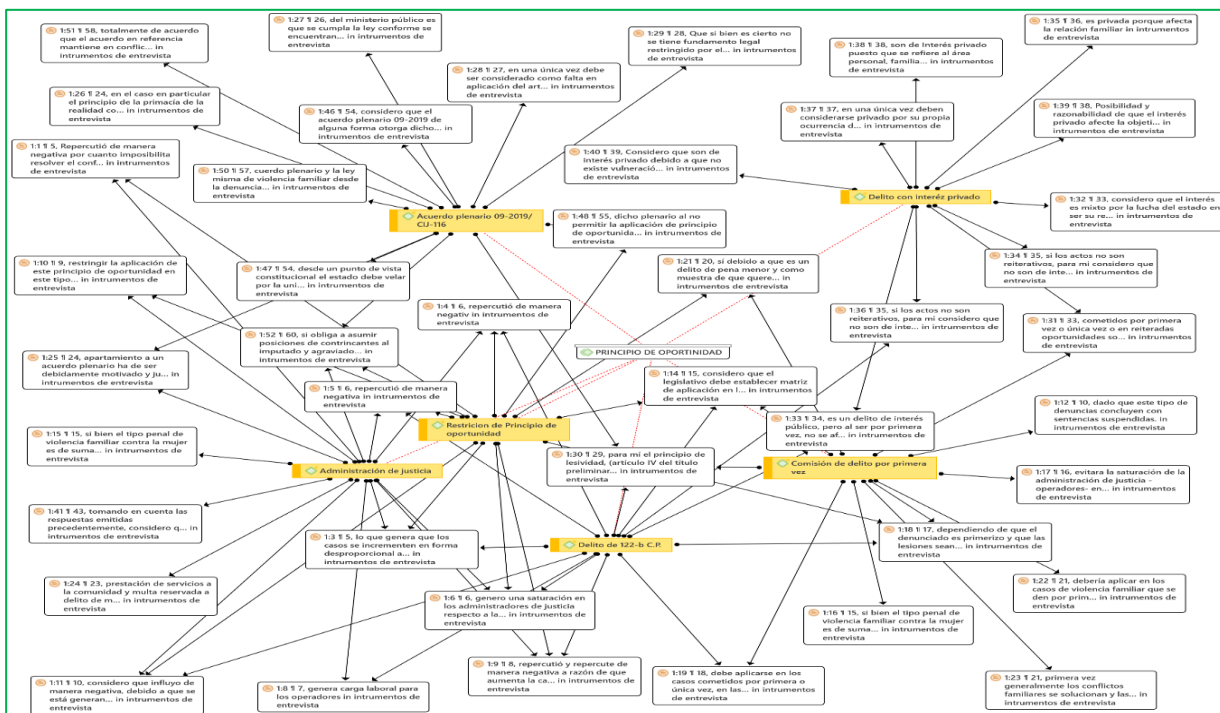 1:51 ¶ 58, totalmente de acuerdo
que el acuerdo en referencia
mantiene en conflic... in
intrumentos de entrevista
1:27 ¶ 26, del ministerio público es
que se cumpla la ley conforme se
encuentran... in intrumentos de
entrevista
1:29 ¶ 28, Que si bien es cierto no
se tiene fundamento legal
restringido por el... in intrumentos
de entrevista
1:35 ¶ 36, es privada porque afecta
la relación familiar in intrumentos
de entrevista
1:38 ¶ 38, son de Interés privado
puesto que se refiere al área
personal, familia... in intrumentos
de entrevista
1:28 ¶ 27, en una única vez debe
ser considerado como falta en
aplicación del art... in intrumentos
de entrevista
1:26 ¶ 24, en el caso en particular
el principio de la primacía de la
realidad co... in intrumentos de
entrevista
1:46 ¶ 54, considero que el
acuerdo plenario 09-2019 de
alguna forma otorga dicho... in
intrumentos de entrevista
1:37 ¶ 37, en una única vez deben
considerarse privado por su propia
ocurrencia d... in intrumentos de
entrevista
1:39 ¶ 38, Posibilidad y
razonabilidad de que el interés
privado afecte la objeti... in
intrumentos de entrevista
1:1 ¶ 5, Repercutió de manera
negativa por cuanto imposibilita
resolver el conf... in intrumentos
de entrevista
1:40 ¶ 39, Considero que son de
interés privado debido a que no
existe vulneració... in intrumentos
de entrevista
1:50 ¶ 57, cuerdo plenario y la ley
misma de violencia familiar desde
la denuncia... in intrumentos de
entrevista
Delito con interéz privado
1:32 ¶ 33, considero que el interés
es mixto por la lucha del estado en
ser su re... in intrumentos de
entrevista
Acuerdo plenario 09-2019/
CIJ-116
1:48 ¶ 55, dicho plenario al no
permitir la aplicación de principio
de oportunida... in intrumentos
de entrevista
1:10 ¶ 9, restringir la aplicación de
este principio de oportunidad en
este tipo... in intrumentos de
entrevista
1:47 ¶ 54, desde un punto de vista
constitucional el estado debe velar
por la uni... in intrumentos de
entrevista
1:21 ¶ 20, sí debido a que es un
delito de pena menor y como
muestra de que quere... in
intrumentos de entrevista
1:34 ¶ 35, si los actos no son
reiterativos, para mi considero que
no son de inte... in intrumentos de
entrevista
1:4 ¶ 6, repercutió de manera
negativ in intrumentos de
entrevista
1:36 ¶ 35, si los actos no son
reiterativos, para mi considero que
no son de inte... in intrumentos de
entrevista
1:31 ¶ 33, cometidos por primera
vez o única vez o en reiteradas
oportunidades so... in
intrumentos de entrevista
1:52 ¶ 60, si obliga a asumir
posiciones de contrincantes al
imputado y agraviado... in
intrumentos de entrevista
PRINCIPIO DE OPORTINIDAD
1:25 ¶ 24, apartamiento a un
acuerdo plenario ha de ser
debidamente motivado y ju... in
intrumentos de entrevista
1:14 ¶ 15, considero que el
legislativo debe establecer matriz
de aplicación en l... in
intrumentos de entrevista
1:5 ¶ 6, repercutió de manera
negativa in intrumentos de
entrevista
1:12 ¶ 10, dado que este tipo de
denuncias concluyen con
sentencias suspendidas, in
intrumentos de entrevista
1:33 ¶ 34, es un delito de interés
público, pero al ser por primera
vez, no se af... in intrumentos de
entrevista
Restricion de Principio de
oportunidad
1:15 ¶ 15, si bien el tipo penal de
violencia familiar contra la mujer
es de suma... in intrumentos de
entrevista
1:30 ¶ 29, para mí el principio de
lesividad, (artículo IV del título
preliminar... in intrumentos de
entrevista
Comisión de delito por primera
vez
Administración de justicia
1:17 ¶ 16, evitara la saturación de la
administración de justicia -
operadores- en... in intrumentos
de entrevista
1:41 ¶ 43, tomando en cuenta las
respuestas emitidas
precedentemente, considero q... in
intrumentos de entrevista
1:3 ¶ 5, lo que genera que los
casos se incrementen en forma
desproporcional a... in
intrumentos de entrevista
Delito de 122-b C.P.
1:18 ¶ 17, dependiendo de que el
denunciado es primerizo y que las
lesiones sean... in intrumentos de
entrevista
1:24 ¶ 23, prestación de servicios a
la comunidad y multa reservada a
delito de m... in intrumentos de
entrevista
1:22 ¶ 21, debería aplicar en los
casos de violencia familiar que se
den por prim... in intrumentos de
entrevista
1:6 ¶ 6, genero una saturación en
los administradores de justicia
respecto a la... in intrumentos de
entrevista
1:16 ¶ 15, si bien el tipo penal de
violencia familiar contra la mujer
es de suma... in intrumentos de
entrevista
1:9 ¶ 8, repercutió y repercute de
manera negativa a razón de que
aumenta la ca... in intrumentos
de entrevista
1:19 ¶ 18, debe aplicarse en los
casos cometidos por primera o
única vez, en las... in intrumentos
de entrevista
1:23 ¶ 21, primera vez
generalmente los conflictos
familiares se solucionan y las... in
intrumentos de entrevista
1:11 ¶ 10, considero que influyo de
manera negativa, debido a que se
está generan... in intrumentos de
entrevista
1:8 ¶ 7, genera carga laboral para
los operadores in intrumentos de
entrevista